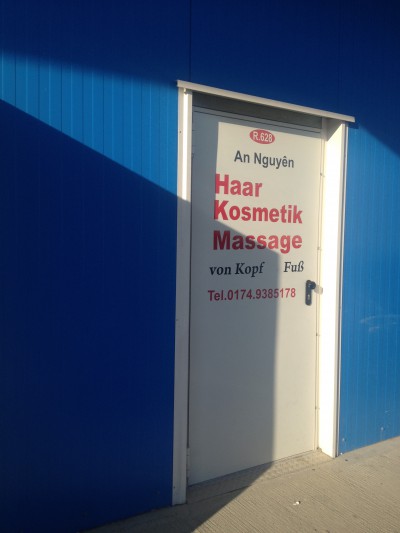 R.628
An Nguyên
Haar
Kosmetik
Massage
von Kopf Fuß
Tel.0174.9385178